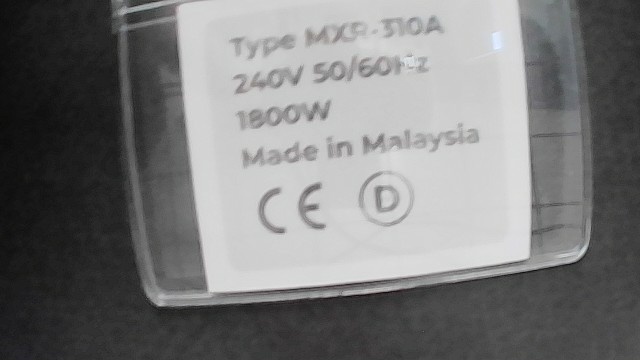 Type MXR-310A
240V 50/60Hz
1800W
Made in Malaysia
CE D